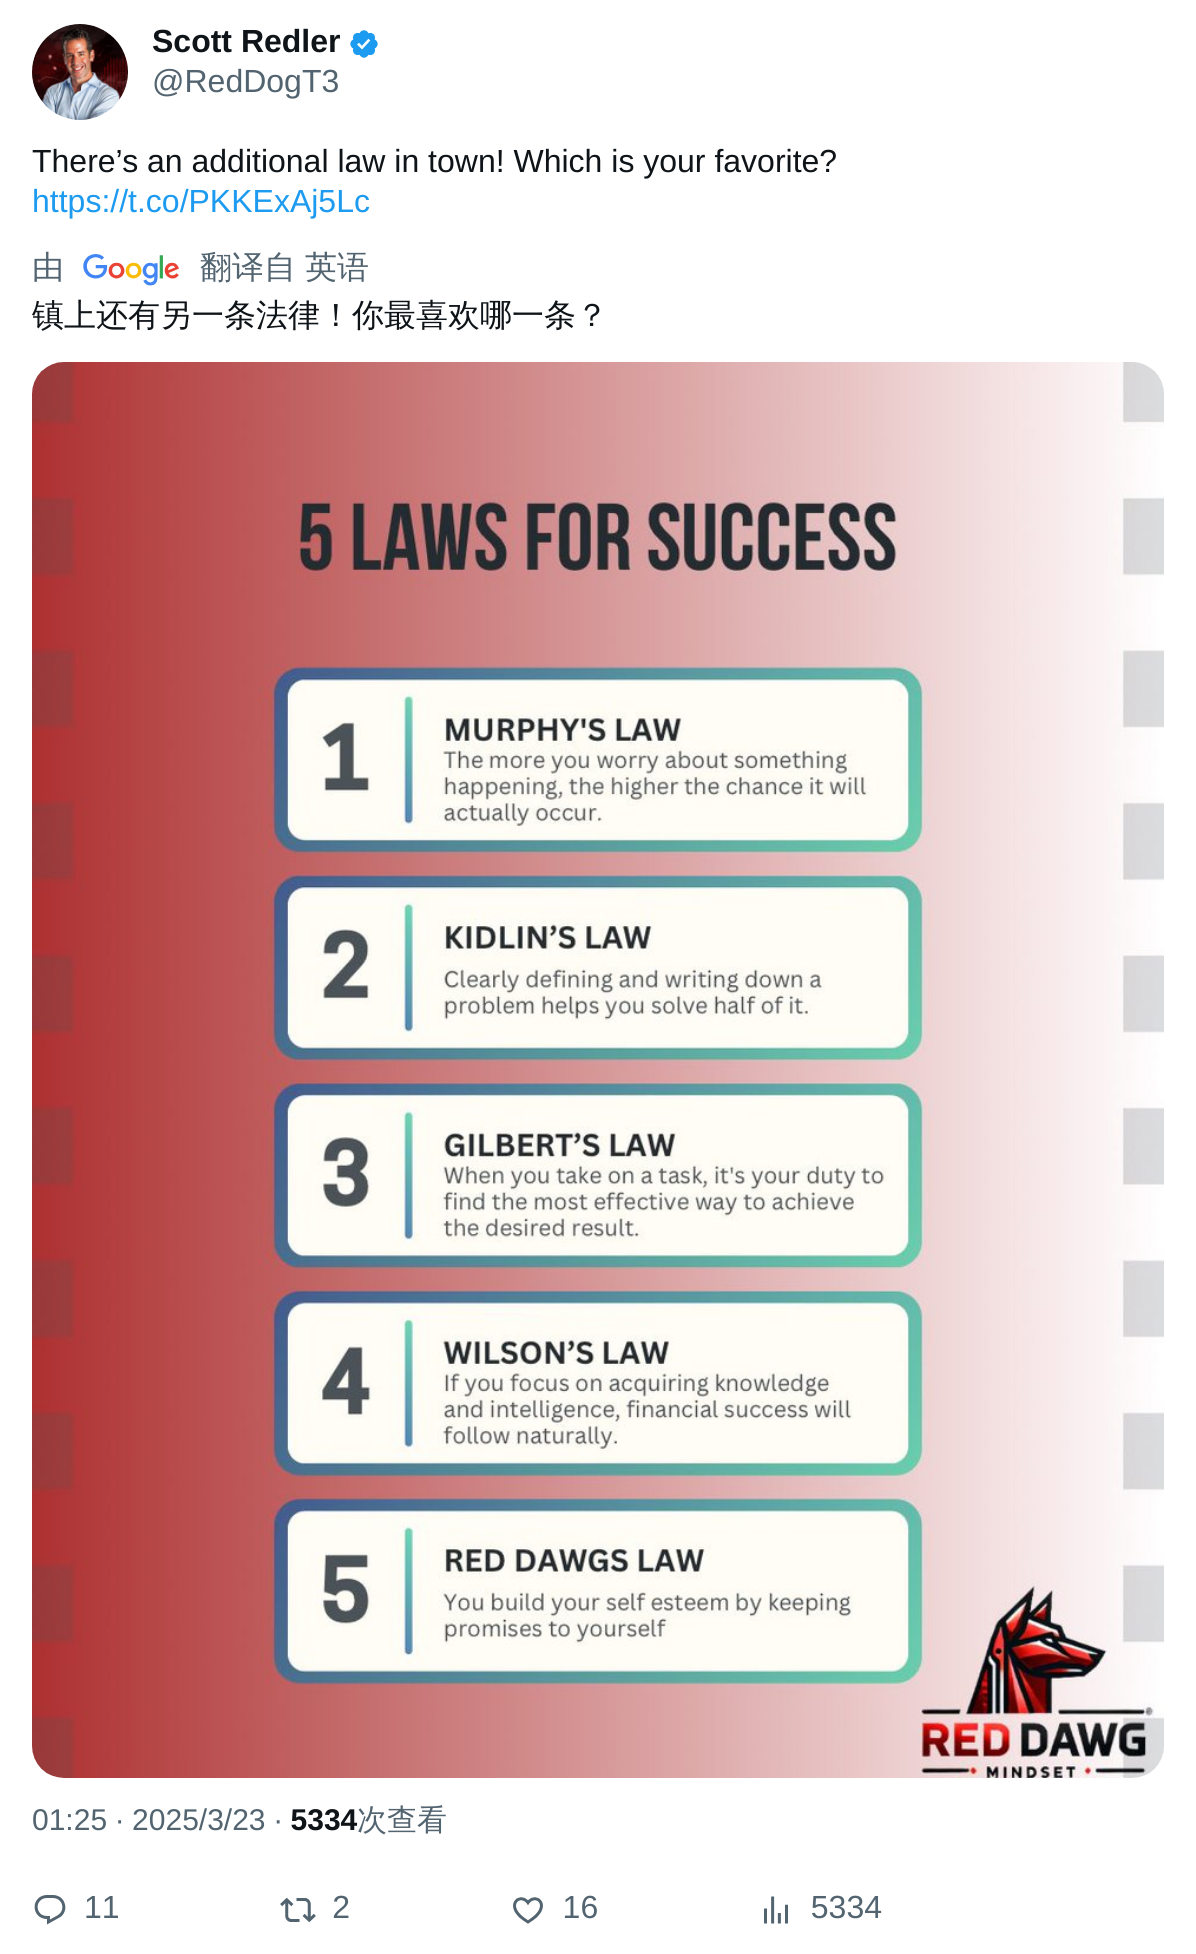 Scott Redler
@RedDogT3
There’s an additional law in town! Which is your favorite?
https://t.co/PKKExAj5Lc
由 Google 翻译自 英语
镇上还有另一条法律！你最喜欢哪一条？
5 LAWS FOR SUCCESS
1
MURPHY'S LAW
The more you worry about something
happening, the higher the chance it will
actually occur.
2
KIDLIN’S LAW
Clearly defining and writing down a
problem helps you solve half of it.
3
GILBERT’S LAW
When you take on a task, it's your duty to
find the most effective way to achieve
the desired result.
4
WILSON’S LAW
If you focus on acquiring knowledge
and intelligence, financial success will
follow naturally.
5
RED DAWGS LAW
You build your self esteem by keeping
promises to yourself
RED DAWG®
MINDSET
01:25 · 2025/3/23 · 5334次查看
11 2 16 5334